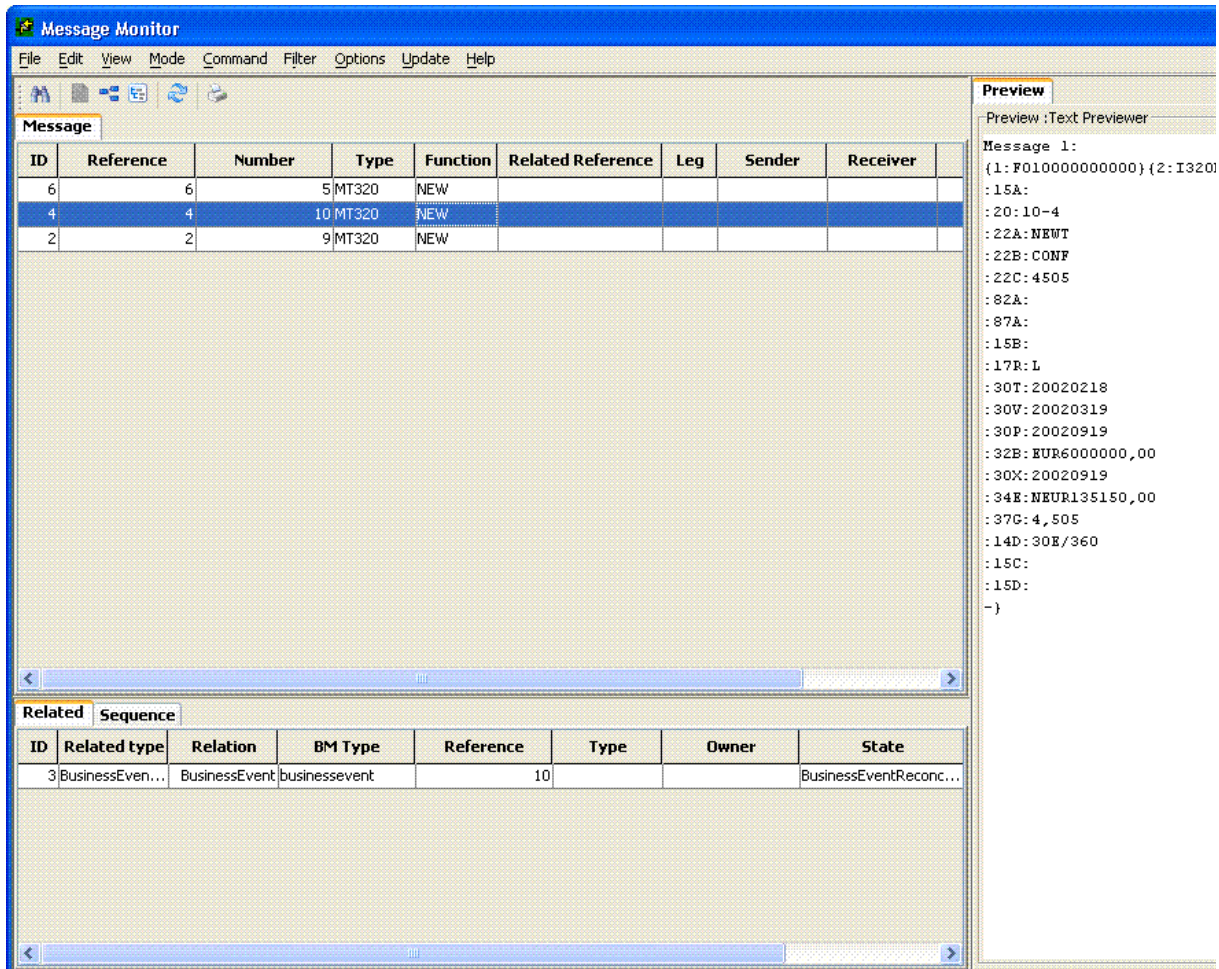 Message Monitor
File Edit View Mode Command Filter Options Update Help
Message
ID Reference Number Type Function Related Reference Leg Sender Receiver
6 6 5 MT320 NEW
4 4 10 MT320 NEW
2 2 9 MT320 NEW
Related Sequence
ID Related type Relation BM Type Reference Type Owner State
3 BusinessEven... BusinessEvent businessevent 10 BusinessEventReconc...
Preview
Preview :Text Previewer
Message 1:
{1:F010000000000}{2:I320
:15A:
:20:10-4
:22A:NEWT
:22B:CONF
:22C:4505
:82A:
:87A:
:15B:
:17R:L
:30T:20020218
:30V:20020319
:30P:20020919
:32B:EUR6000000,00
:30X:20020919
:34E:NEUR135150,00
:37G:4,505
:14D:30E/360
:15C:
:15D:
-}